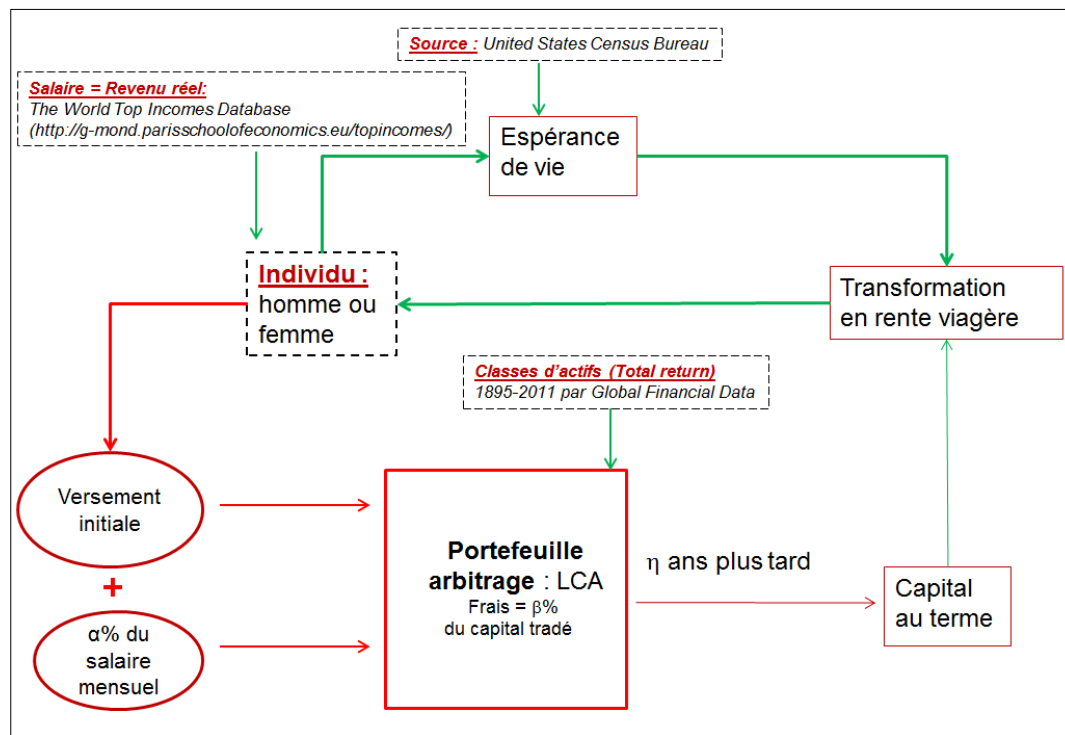 Source : United States Census Bureau
Salaire = Revenu réel:
The World Top Incomes Database
(http://g-mond.parisschoolofeconomics.eu/topincomes/)
Espérance
de vie
Individu :
homme ou
femme
Transformation
en rente viagère
Classes d'actifs (Total return)
1895-2011 par Global Financial Data
Versement
initiale
+
α% du
salaire
mensuel
Portefeuille
arbitrage : LCA
Frais = β%
du capital tradé
η ans plus tard
Capital
au terme